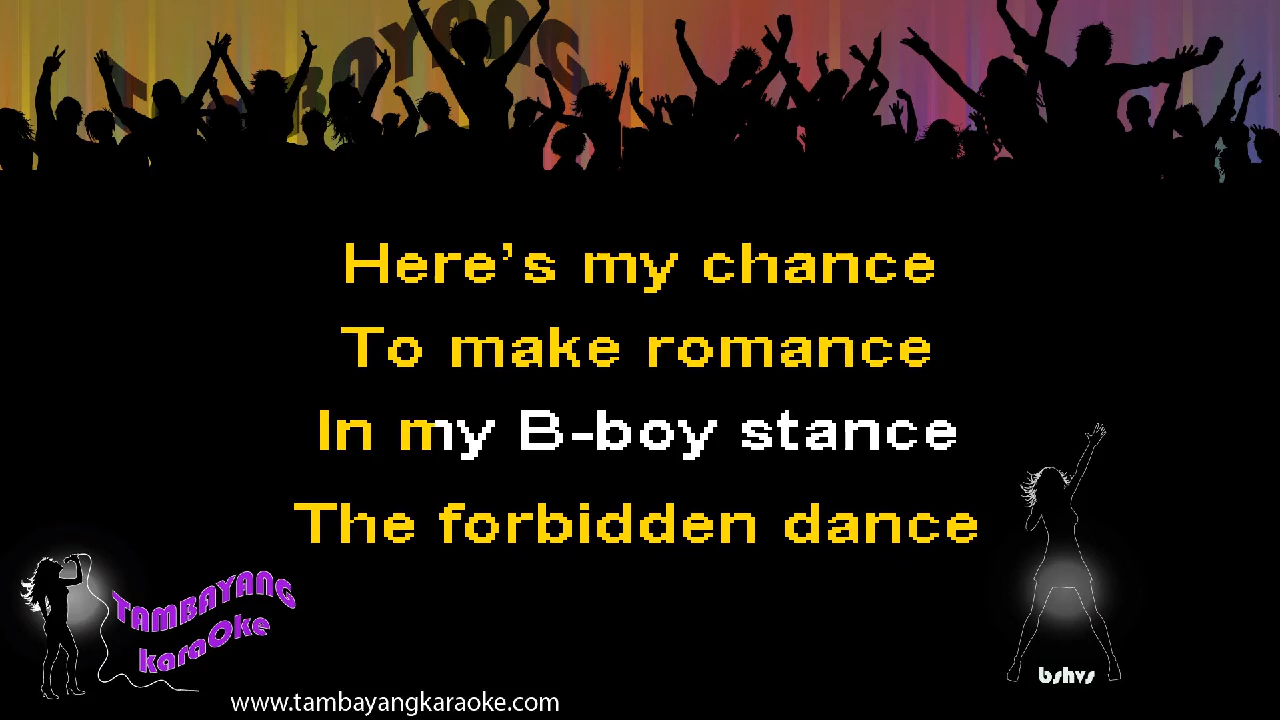 TAMBAYANG
Here's my chance
To make romance
In my B-boy stance
The forbidden dance
TAMBAYANG
karaOke
bshvs
www.tambayangkaraoke.com